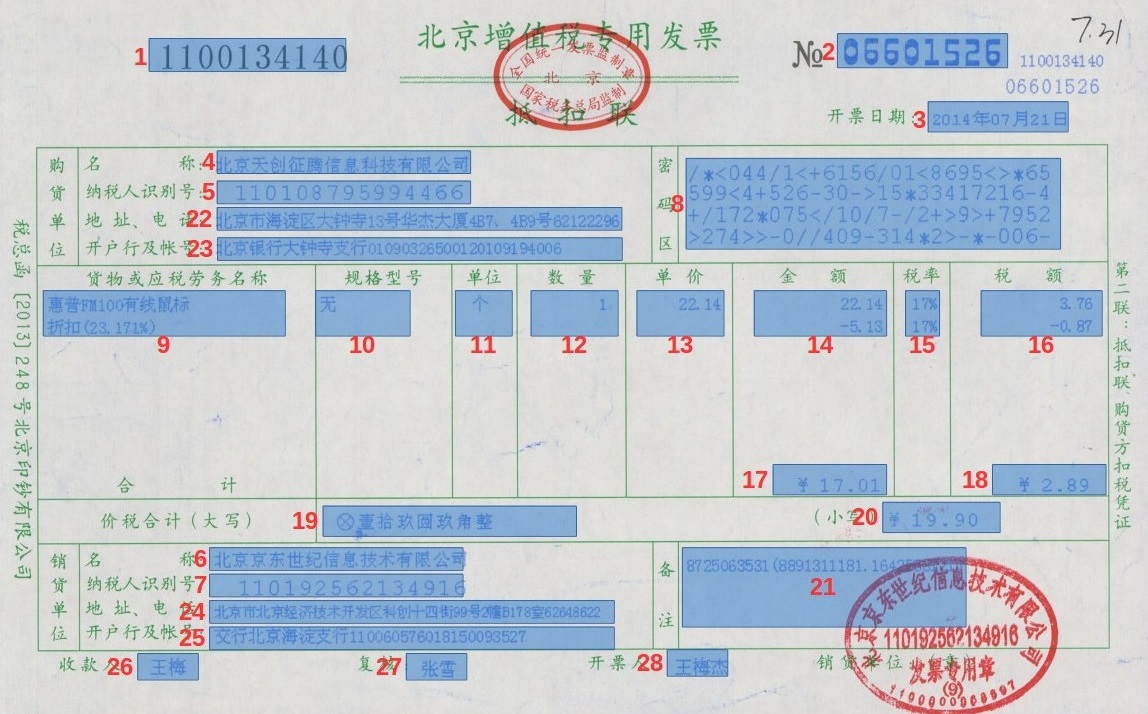 7.31
北京增值税专用发票
1 1100134140
全国统一发票监制章
北京
国家税务总局监制
№ 2 06601526
1100134140
06601526
抵扣联
开票日期: 3 2014年07月21日
购货单位
名称: 4 北京天创征腾信息科技有限公司
纳税人识别号: 5 110108795994466
地址、电话: 22 北京市海淀区大钟寺13号华杰大厦4B7、4B9号62122296
开户行及帐号: 23 北京银行大钟寺支行01090326500120109194006
密码区 8
/*<044/1<+6156/01<8695<>*65
599<4+526-30->15*33417216-4
+/172*075</10/7-/2+>9>+7952
>274>>-0//409-314*2>-*-006-
货物或应税劳务名称 规格型号 单位 数量 单价 金额 税率 税额
惠普FM100有线鼠标 无 个 1 22.14 22.14 17% 3.76
折扣(23.171%) -5.13 17% -0.87
9 10 11 12 13 14 15 16
合计 17 ¥17.01 18 ¥2.89
价税合计(大写) 19 ⊗壹拾玖圆玖角整 (小写) 20 ¥19.90
销货单位
名称: 6 北京京东世纪信息技术有限公司
纳税人识别号: 7 110192562134916
地址、电话: 24 北京市北京经济技术开发区科创十四街99号2幢B178室62648622
开户行及帐号: 25 交行北京海淀支行110060576018150093527
备注
8725063531(8891311181.1642
21
收款人: 26 王梅 复核: 27 张雪 开票人: 28 王梅杰 销货单位:(章)
北京京东世纪信息技术有限公司
110192562134916
发票专用章
(9)
税总函[2013]248号北京印钞有限公司
第二联:抵扣联 购货方扣税凭证